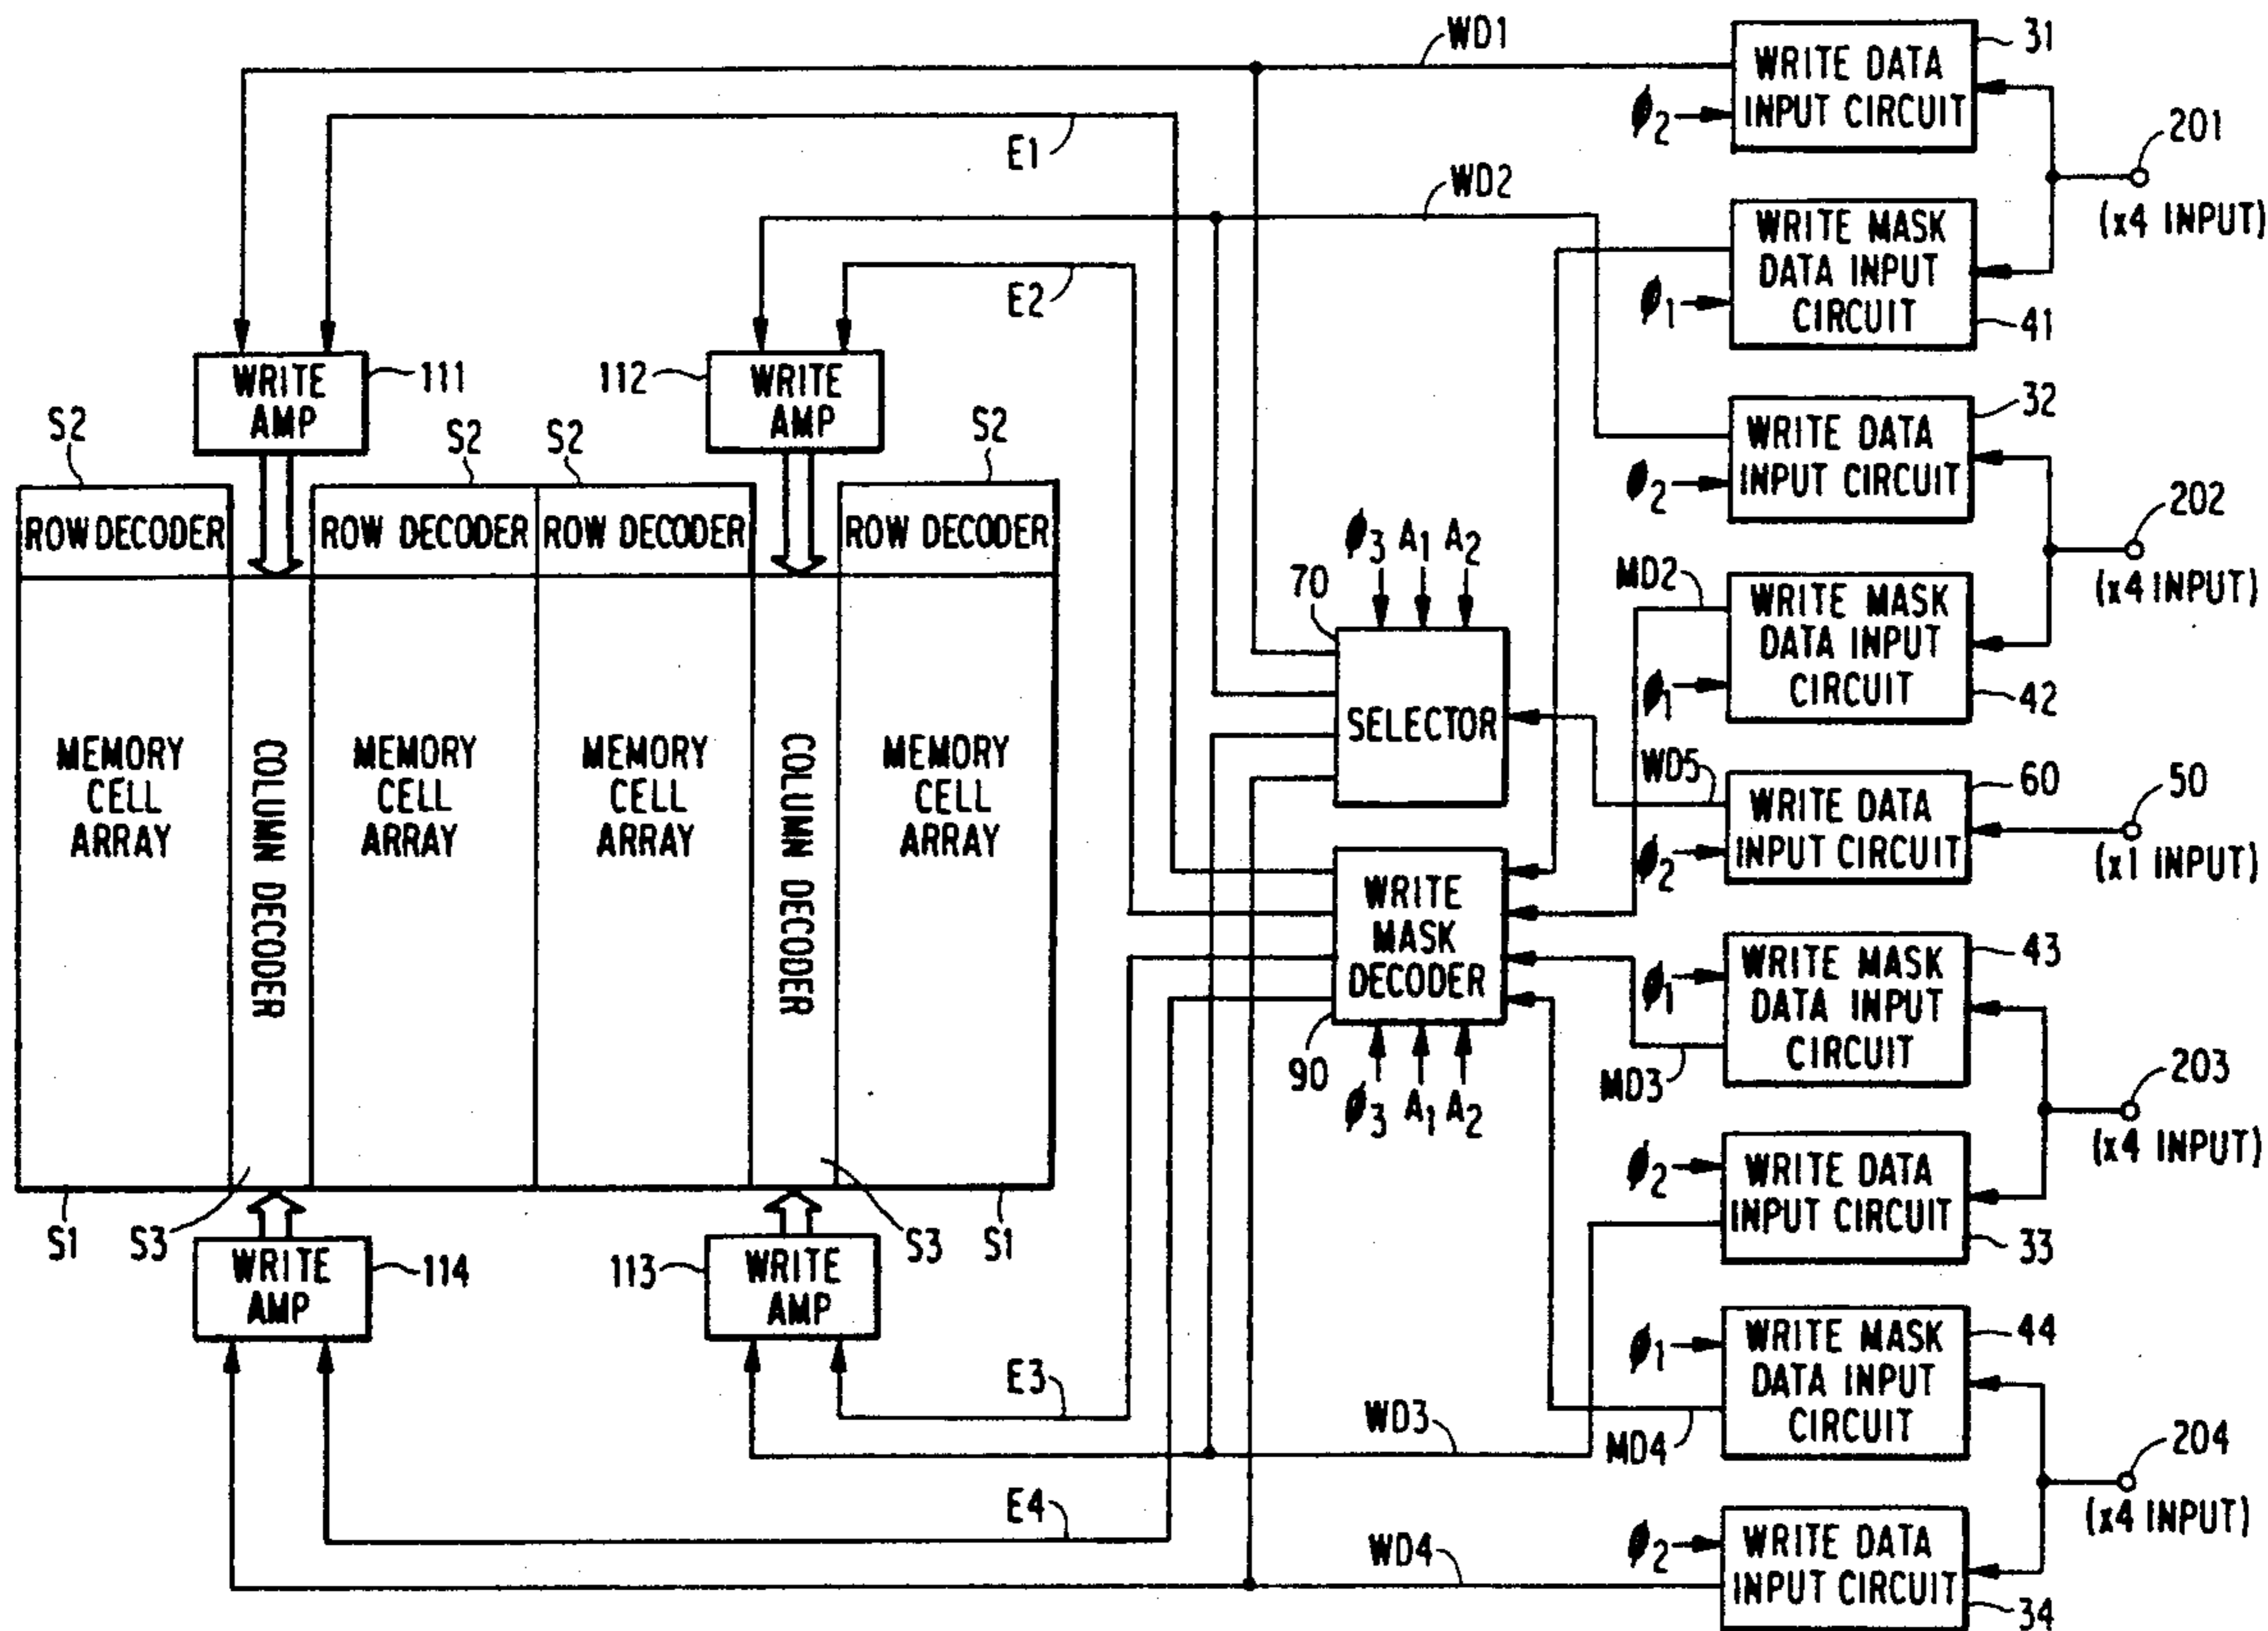 WD1
WRITE DATA
INPUT CIRCUIT
31
ϕ2
201
(x4 INPUT)
E1
WD2
WRITE MASK
DATA INPUT
CIRCUIT
ϕ1
41
E2
WRITE
AMP
111
112
WRITE
AMP
WRITE DATA
INPUT CIRCUIT
32
ϕ2
202
(x4 INPUT)
S2
S2
S2
S2
ROW DECODER
ROW DECODER
ROW DECODER
ROW DECODER
ϕ3 A1 A2
70
SELECTOR
MD2
WRITE MASK
DATA INPUT
CIRCUIT
ϕ1
42
MEMORY
CELL
ARRAY
COLUMN DECODER
MEMORY
CELL
ARRAY
MEMORY
CELL
ARRAY
COLUMN DECODER
MEMORY
CELL
ARRAY
WD5
WRITE DATA
INPUT CIRCUIT
60
ϕ2
50
(x1 INPUT)
WRITE
MASK
DECODER
90
ϕ3 A1 A2
WRITE MASK
DATA INPUT
CIRCUIT
43
ϕ1
MD3
203
(x4 INPUT)
WRITE DATA
INPUT CIRCUIT
33
ϕ2
S1
S3
S3
S1
WRITE
AMP
114
113
WRITE
AMP
E3
WRITE MASK
DATA INPUT
CIRCUIT
44
ϕ1
WD3
MD4
204
(x4 INPUT)
E4
WD4
WRITE DATA
INPUT CIRCUIT
34
ϕ2